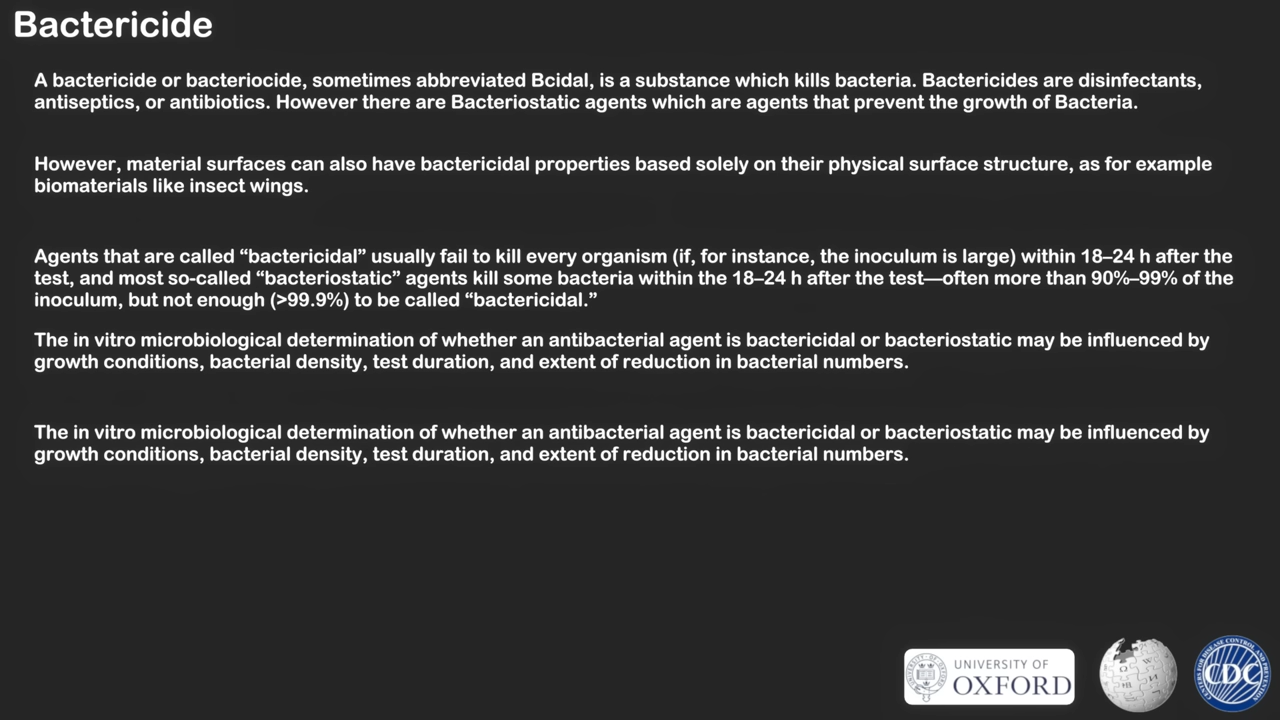 Bactericide
A bactericide or bacteriocide, sometimes abbreviated Bcidal, is a substance which kills bacteria. Bactericides are disinfectants,
antiseptics, or antibiotics. However there are Bacteriostatic agents which are agents that prevent the growth of Bacteria.
However, material surfaces can also have bactericidal properties based solely on their physical surface structure, as for example
biomaterials like insect wings.
Agents that are called “bactericidal” usually fail to kill every organism (if, for instance, the inoculum is large) within 18–24 h after the
test, and most so-called “bacteriostatic” agents kill some bacteria within the 18–24 h after the test—often more than 90%–99% of the
inoculum, but not enough (>99.9%) to be called “bactericidal.”
The in vitro microbiological determination of whether an antibacterial agent is bactericidal or bacteriostatic may be influenced by
growth conditions, bacterial density, test duration, and extent of reduction in bacterial numbers.
The in vitro microbiological determination of whether an antibacterial agent is bactericidal or bacteriostatic may be influenced by
growth conditions, bacterial density, test duration, and extent of reduction in bacterial numbers.
UNIVERSITY OF
OXFORD
CENTERS FOR DISEASE CONTROL AND PREVENTION
CDC